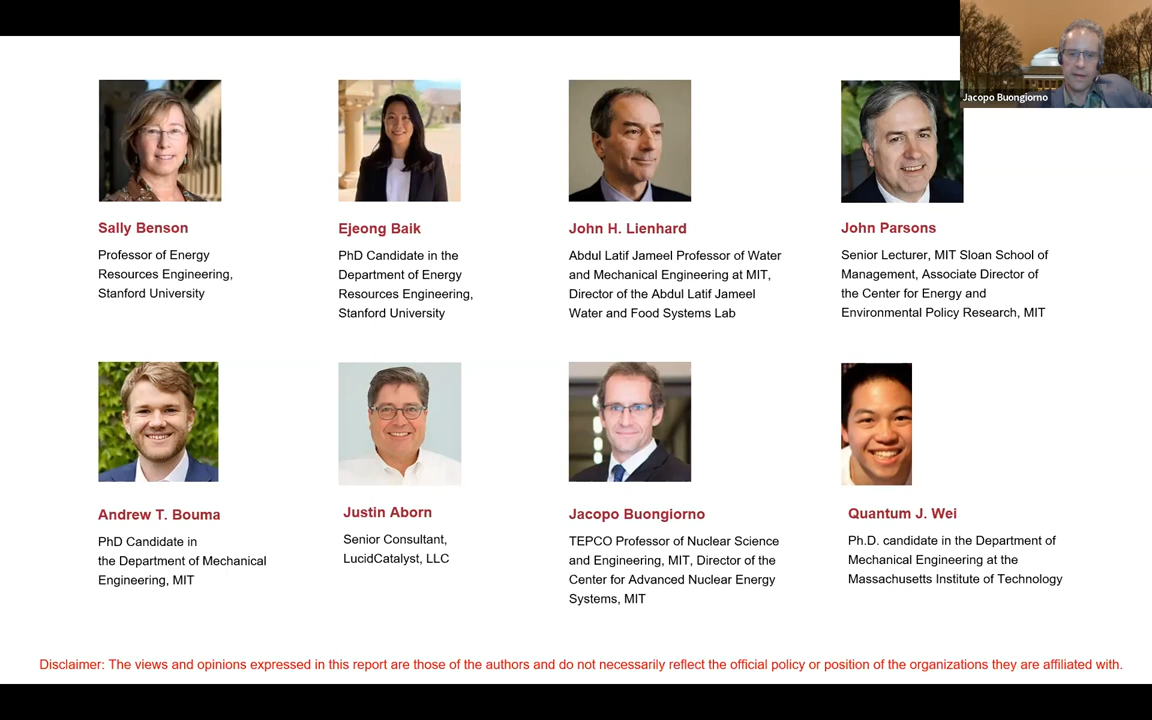 Jacopo Buongiorno
Sally Benson
Professor of Energy
Resources Engineering,
Stanford University
Ejeong Baik
PhD Candidate in the
Department of Energy
Resources Engineering,
Stanford University
John H. Lienhard
Abdul Latif Jameel Professor of Water
and Mechanical Engineering at MIT,
Director of the Abdul Latif Jameel
Water and Food Systems Lab
John Parsons
Senior Lecturer, MIT Sloan School of
Management, Associate Director of
the Center for Energy and
Environmental Policy Research, MIT
Andrew T. Bouma
PhD Candidate in
the Department of Mechanical
Engineering, MIT
Justin Aborn
Senior Consultant,
LucidCatalyst, LLC
Jacopo Buongiorno
TEPCO Professor of Nuclear Science
and Engineering, MIT, Director of the
Center for Advanced Nuclear Energy
Systems, MIT
Quantum J. Wei
Ph.D. candidate in the Department of
Mechanical Engineering at the
Massachusetts Institute of Technology
Disclaimer: The views and opinions expressed in this report are those of the authors and do not necessarily reflect the official policy or position of the organizations they are affiliated with.